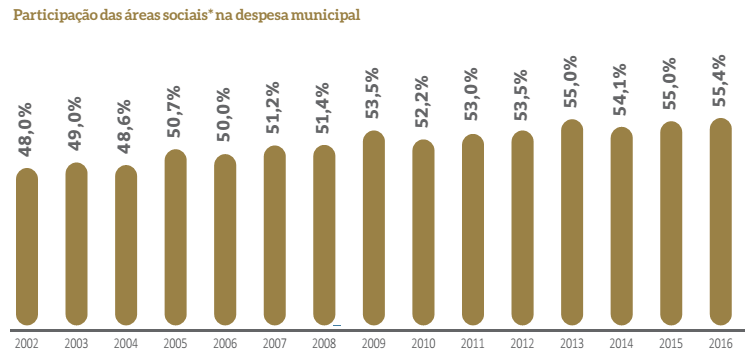 Participação das áreas sociais* na despesa municipal
48,0% 49,0% 48,6% 50,7% 50,0% 51,2% 51,4% 53,5% 52,2% 53,0% 53,5% 55,0% 54,1% 55,0% 55,4%
2002 2003 2004 2005 2006 2007 2008 2009 2010 2011 2012 2013 2014 2015 2016